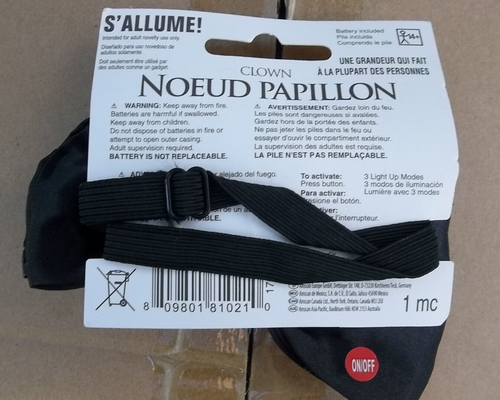 S'ALLUME!
Intended for adult novelty use only.
Diseñado para uso novedoso de
adultos solamente
Doit seulement être utilisé par
des adultes comme un gadget.
Battery included
Pila incluida
Comprends le pile
14+
UNE GRANDEUR QUI FAIT
À LA PLUPART DES PERSONNES
CLOWN
NOEUD PAPILLON
WARNING: Keep away from fire.
Batteries are harmful if swallowed.
Keep away from children.
Do not dispose of batteries in fire or
attempt to open outer casing.
Adult supervision required.
BATTERY IS NOT REPLACEABLE.
AVERTISSEMENT: Gardez loin du feu.
Les piles sont dangereuses si avalées.
Gardez hors de la portée des enfants.
Ne pas jeter les piles dans le feu ou
essayer d'ouvrir le compartiment extérieur.
La supervision des adultes est requise.
LA PILE N'EST PAS REMPLAÇABLE.
alejado del fuego.
To activate:
Press button.
Para activar:
Presione el botón.
l'interrupteur.
3 Light Up Modes
3 modos de iluminación
Lumière avec 3 modes
8 09801 81021 0
1 mc
ON/OFF